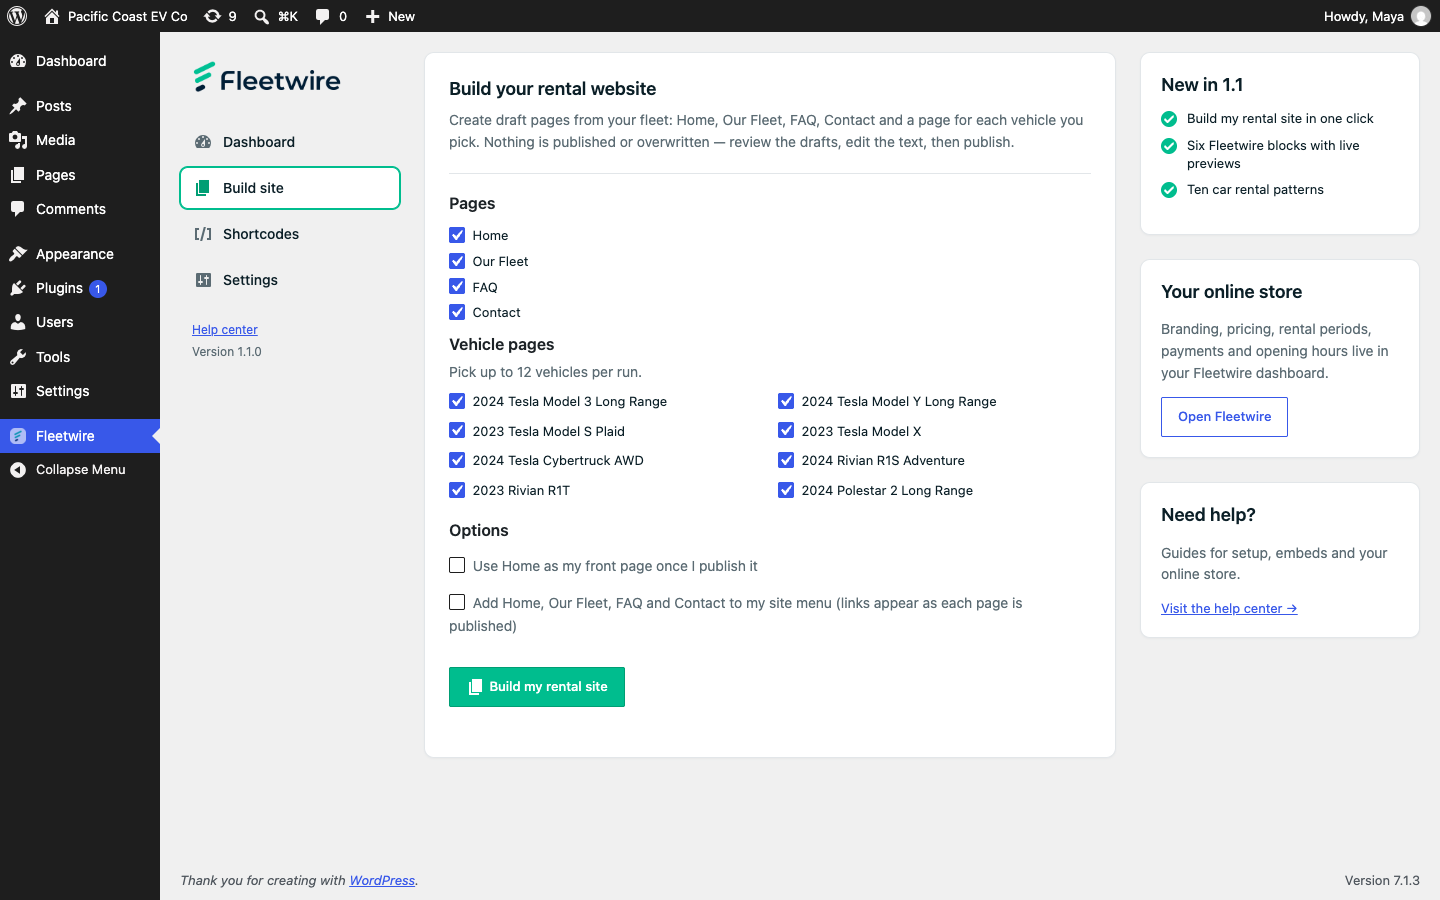 Pacific Coast EV Co
9
⌘K
0
New
Howdy, Maya
Dashboard
Posts
Media
Pages
Comments
Appearance
Plugins 1
Users
Tools
Settings
Fleetwire
Collapse Menu
Fleetwire
Dashboard
Build site
[/] Shortcodes
Settings
Help center
Version 1.1.0
Build your rental website
Create draft pages from your fleet: Home, Our Fleet, FAQ, Contact and a page for each vehicle you
pick. Nothing is published or overwritten — review the drafts, edit the text, then publish.
Pages
Home
Our Fleet
FAQ
Contact
Vehicle pages
Pick up to 12 vehicles per run.
2024 Tesla Model 3 Long Range
2024 Tesla Model Y Long Range
2023 Tesla Model S Plaid
2023 Tesla Model X
2024 Tesla Cybertruck AWD
2024 Rivian R1S Adventure
2023 Rivian R1T
2024 Polestar 2 Long Range
Options
Use Home as my front page once I publish it
Add Home, Our Fleet, FAQ and Contact to my site menu (links appear as each page is
published)
Build my rental site
New in 1.1
Build my rental site in one click
Six Fleetwire blocks with live
previews
Ten car rental patterns
Your online store
Branding, pricing, rental periods,
payments and opening hours live in
your Fleetwire dashboard.
Open Fleetwire
Need help?
Guides for setup, embeds and your
online store.
Visit the help center →
Thank you for creating with WordPress.
Version 7.1.3